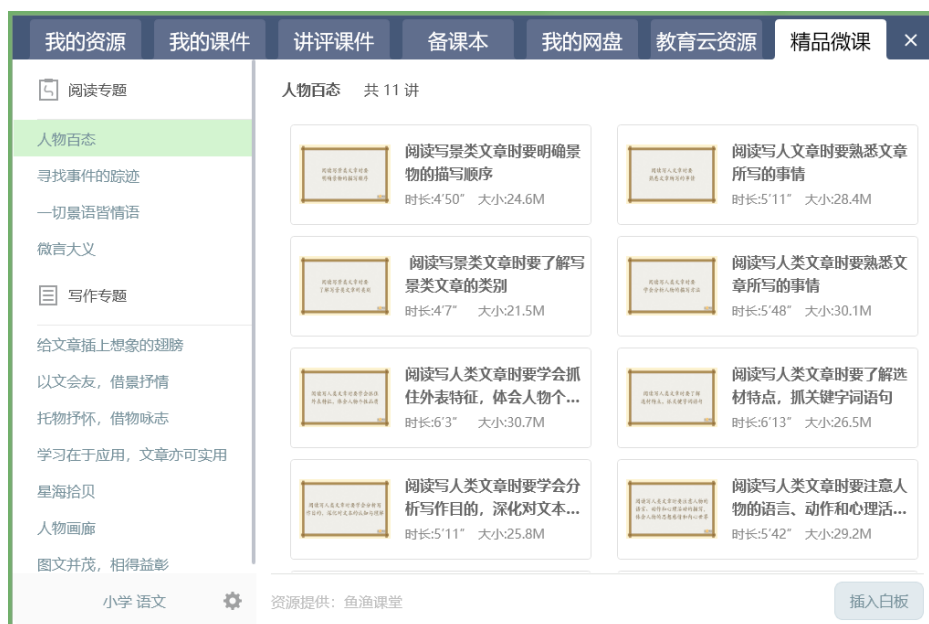 我的资源 我的课件 讲评课件 备课本 我的网盘 教育云资源 精品微课 ×
阅读专题
人物百态
寻找事件的踪迹
一切景语皆情语
微言大义
写作专题
给文章插上想象的翅膀
以文会友，借景抒情
托物抒怀，借物咏志
学习在于应用，文章亦可实用
星海拾贝
人物画廊
图文并茂，相得益彰
小学 语文
人物百态 共 11 讲
阅读写景类文章时要明确景
物的描写顺序
时长:4'50" 大小:24.6M
阅读写人文章时要熟悉文章
所写的事情
时长:5'11" 大小:28.4M
阅读写景类文章时要了解写
景类文章的类别
时长:4'7" 大小:21.5M
阅读写人类文章时要熟悉文
章所写的事情
时长:5'48" 大小:30.1M
阅读写人类文章时要学会抓
住外表特征，体会人物个...
时长:6'3" 大小:30.7M
阅读写人类文章时要了解选
材特点，抓关键字词语句
时长:6'13" 大小:26.5M
阅读写人类文章时要学会分
析写作目的，深化对文本...
时长:5'11" 大小:25.8M
阅读写人类文章时要注意人
物的语言、动作和心理活...
时长:5'42" 大小:29.2M
资源提供：鱼渔课堂
插入白板